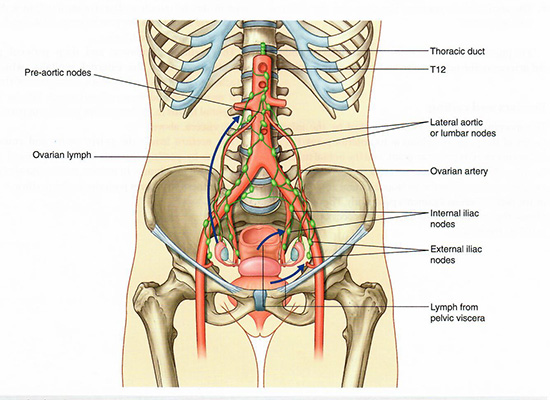 Thoracic duct
T12
Pre-aortic nodes
Lateral aortic
or lumbar nodes
Ovarian lymph
Ovarian artery
Internal iliac
nodes
External iliac
nodes
Lymph from
pelvic viscera